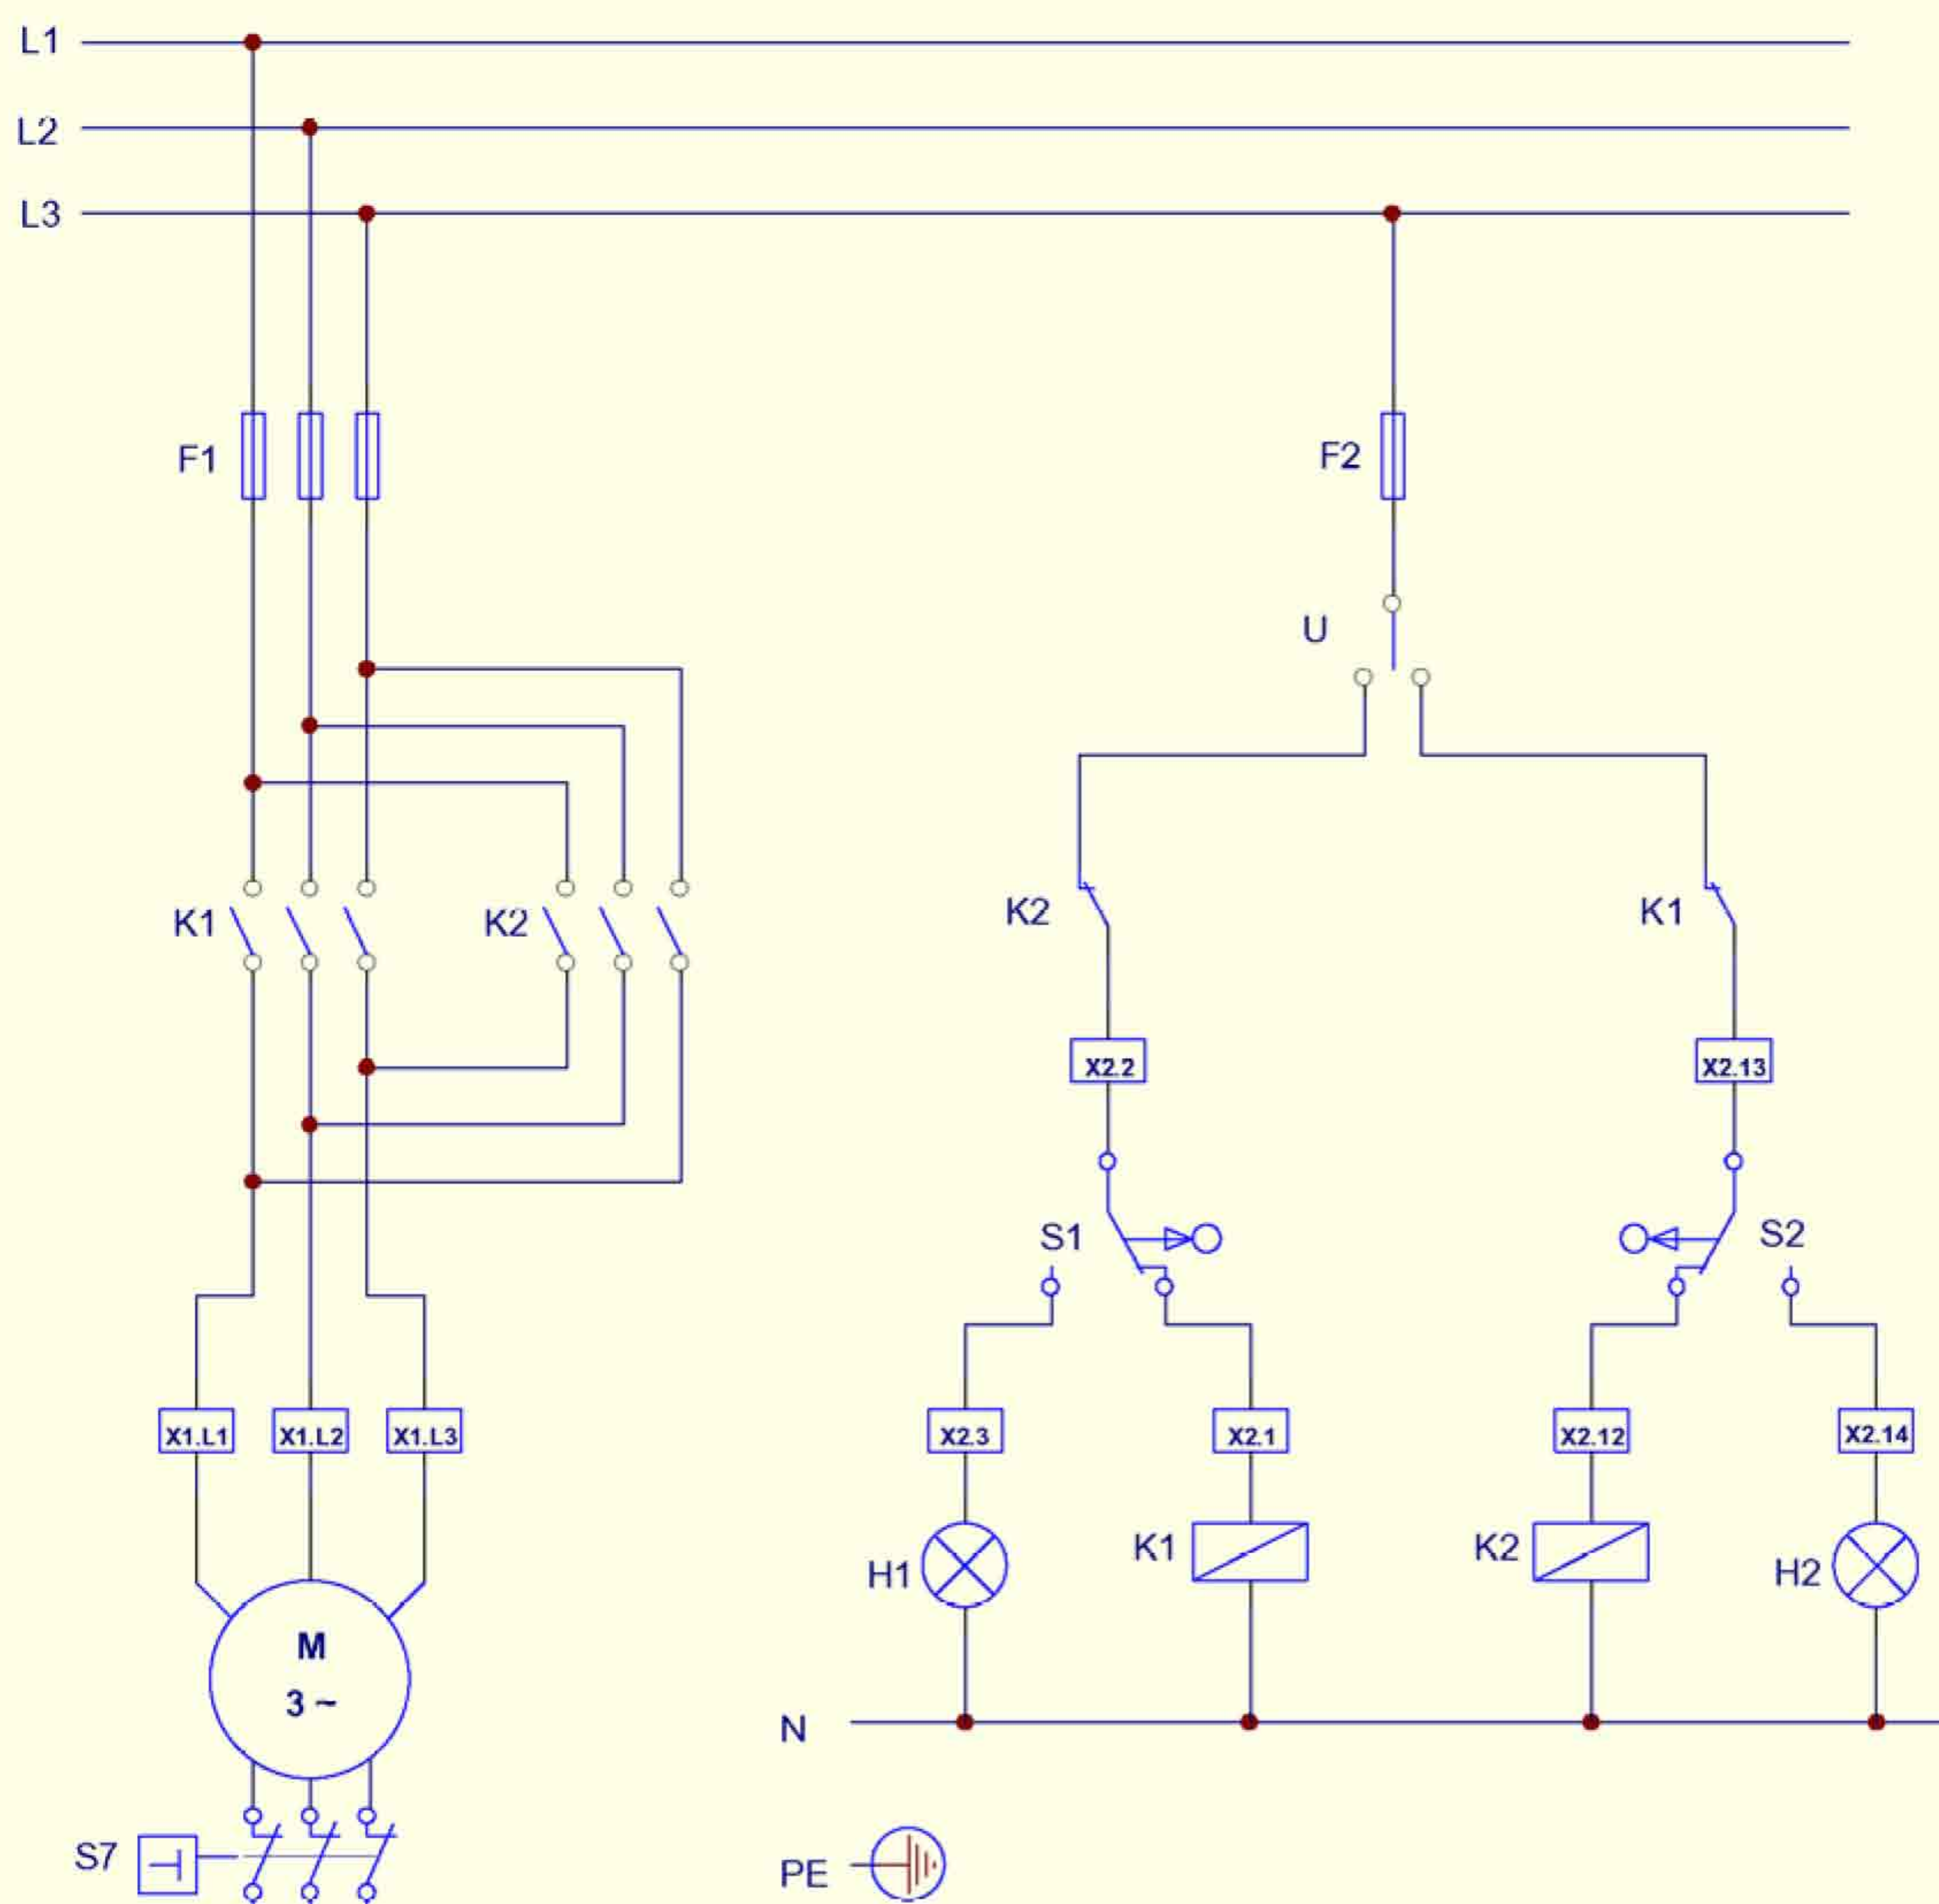 L1
L2
L3
F1
F2
U
K1
K2
K2
K1
X2.2
X2.13
S1
S2
X1.L1
X1.L2
X1.L3
X2.3
X2.1
X2.12
X2.14
H1
K1
K2
H2
M
3 ~
N
S7
PE